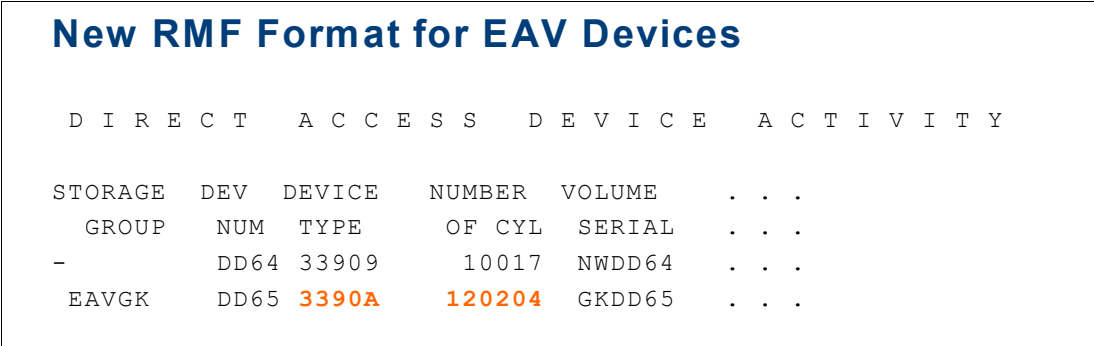 New RMF Format for EAV Devices
D I R E C T   A C C E S S   D E V I C E   A C T I V I T Y
STORAGE  DEV  DEVICE   NUMBER  VOLUME   . . .
GROUP   NUM  TYPE     OF CYL  SERIAL   . . .
-         DD64 33909     10017  NWDD64   . . .
EAVGK    DD65 3390A    120204  GKDD65   . . .